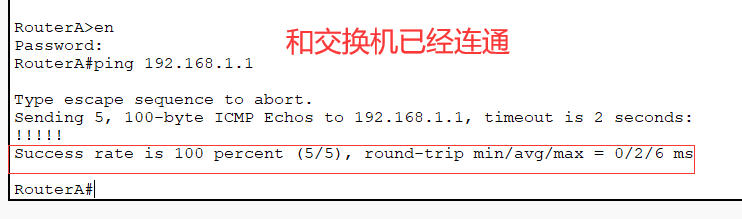 RouterA>en
Password:
和交换机已经连通
RouterA#ping 192.168.1.1
Type escape sequence to abort.
Sending 5, 100-byte ICMP Echos to 192.168.1.1, timeout is 2 seconds:
!!!!!
Success rate is 100 percent (5/5), round-trip min/avg/max = 0/2/6 ms
RouterA#